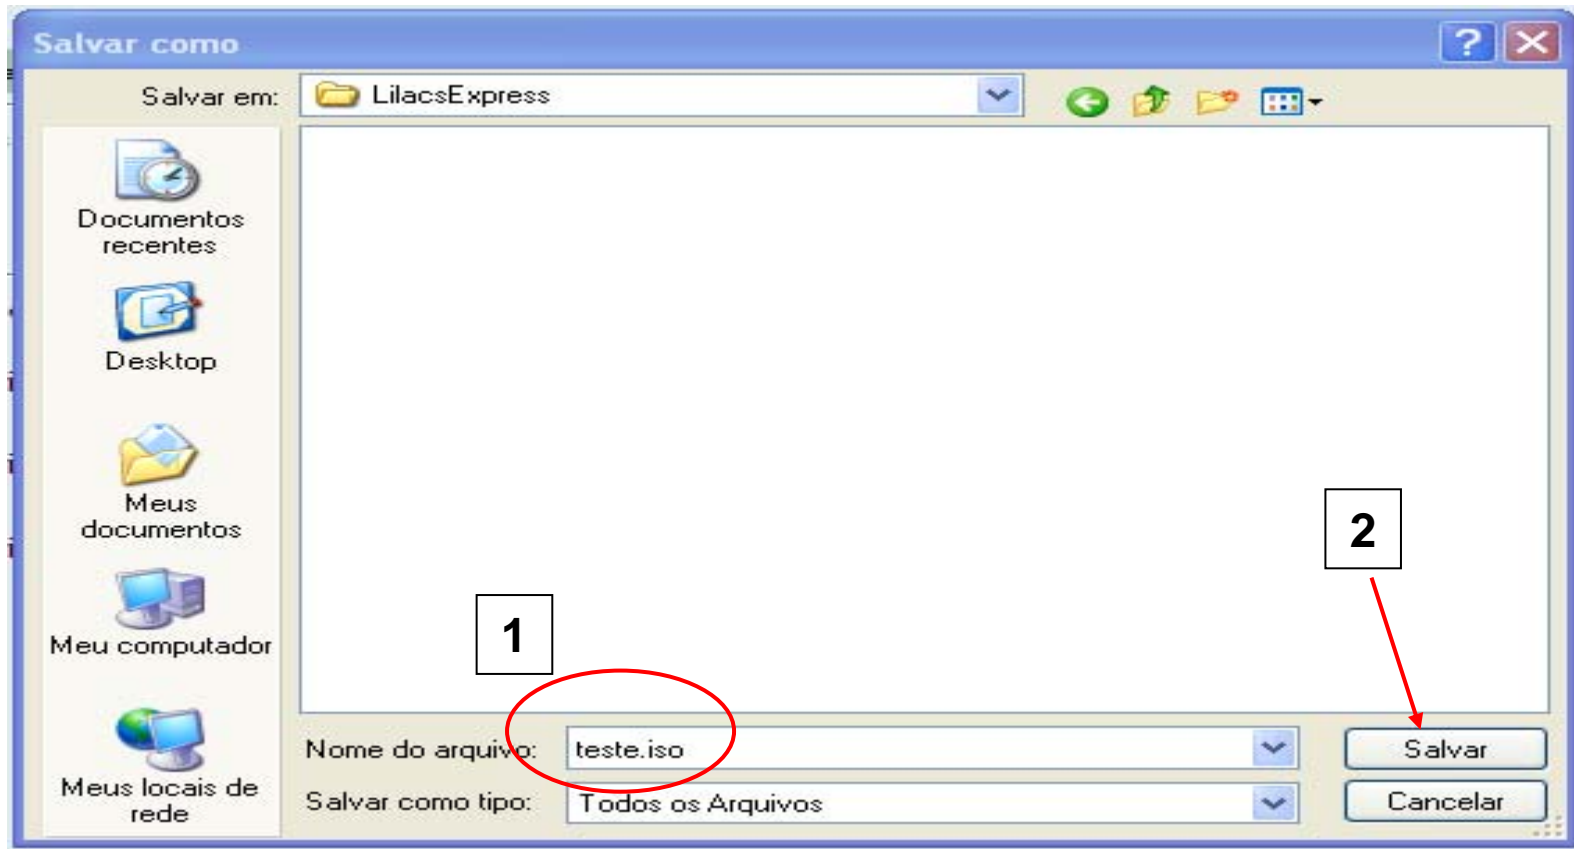 Salvar como
Salvar em: LilacsExpress
Documentos
recentes
Desktop
Meus
documentos
Meu computador
Meus locais de
rede
1
2
Nome do arquivo: teste.iso Salvar
Salvar como tipo: Todos os Arquivos Cancelar